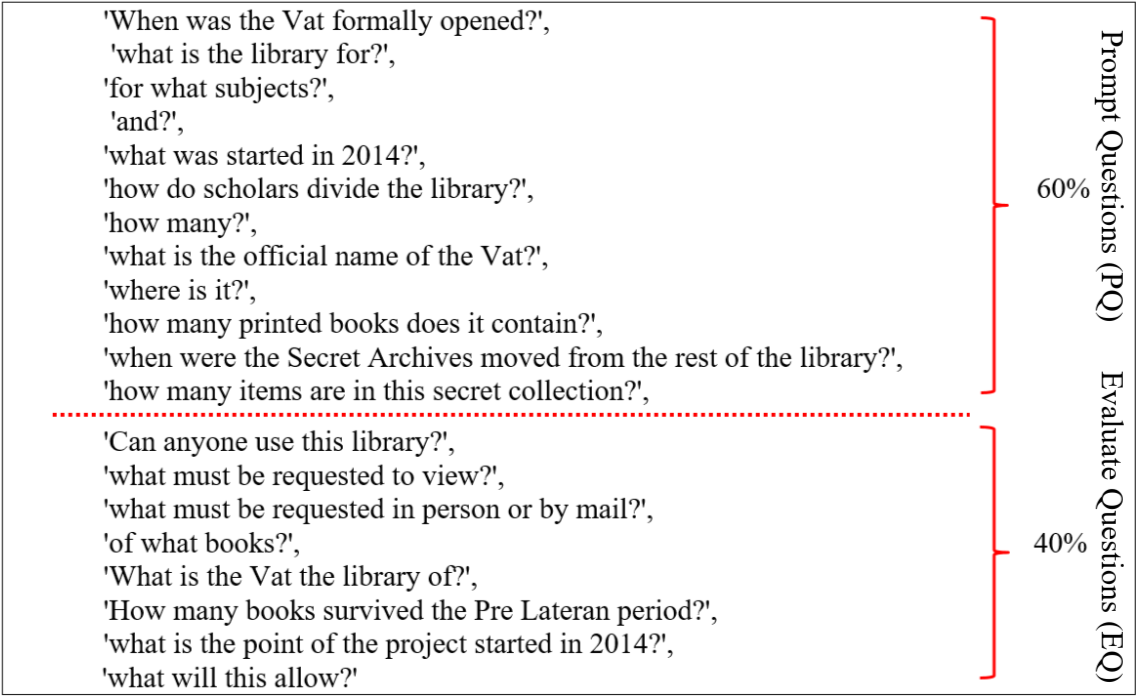 'When was the Vat formally opened?',
'what is the library for?',
'for what subjects?',
'and?',
'what was started in 2014?',
'how do scholars divide the library?',
'how many?',
'what is the official name of the Vat?',
'where is it?',
'how many printed books does it contain?',
'when were the Secret Archives moved from the rest of the library?',
'how many items are in this secret collection?',
60%
Prompt Questions (PQ)
'Can anyone use this library?',
'what must be requested to view?',
'what must be requested in person or by mail?',
'of what books?',
'What is the Vat the library of?',
'How many books survived the Pre Lateran period?',
'what is the point of the project started in 2014?',
'what will this allow?'
40%
Evaluate Questions (EQ)